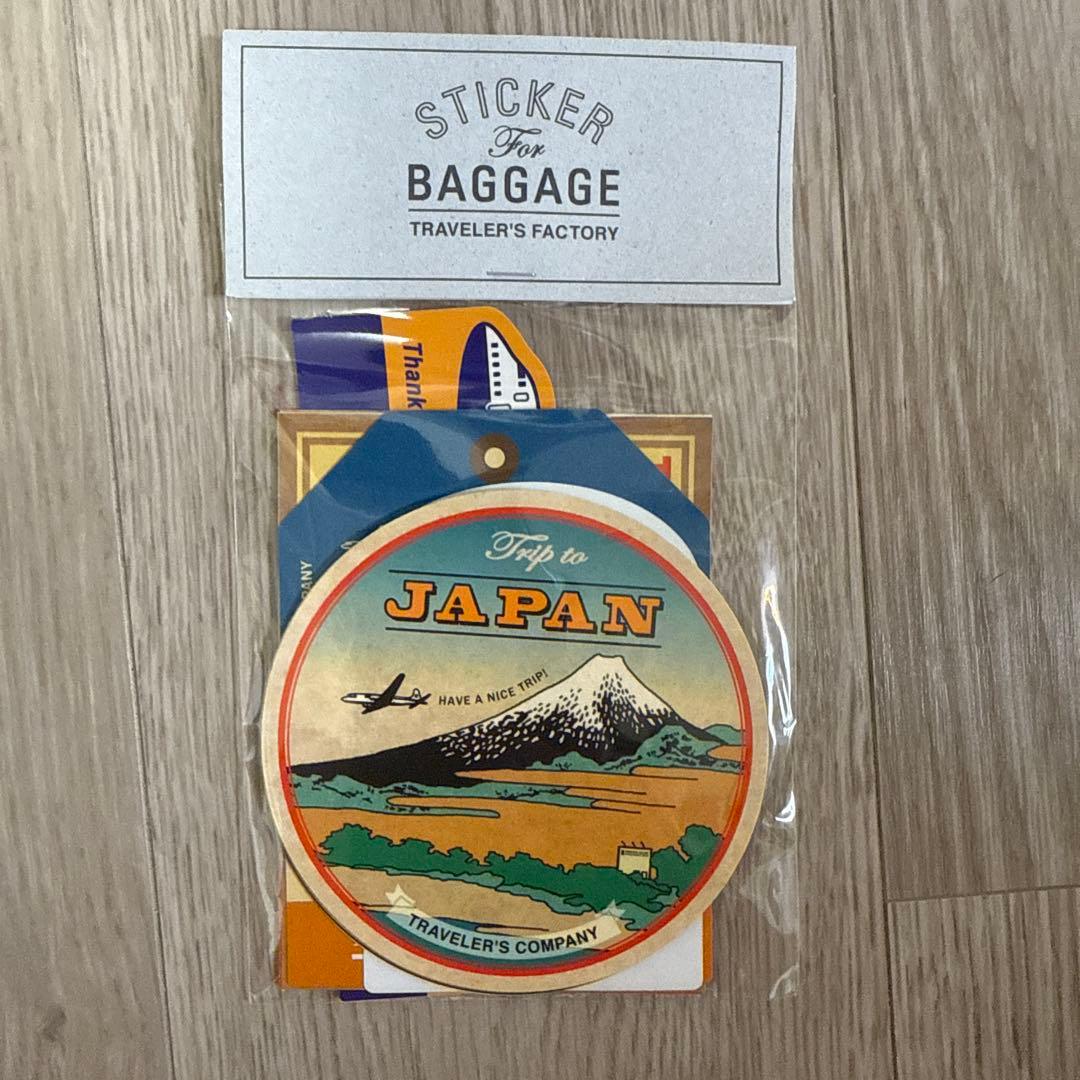 STICKER
For
BAGGAGE
TRAVELER'S FACTORY
Thank
Trip to
JAPAN
HAVE A NICE TRIP!
TRAVELER'S COMPANY